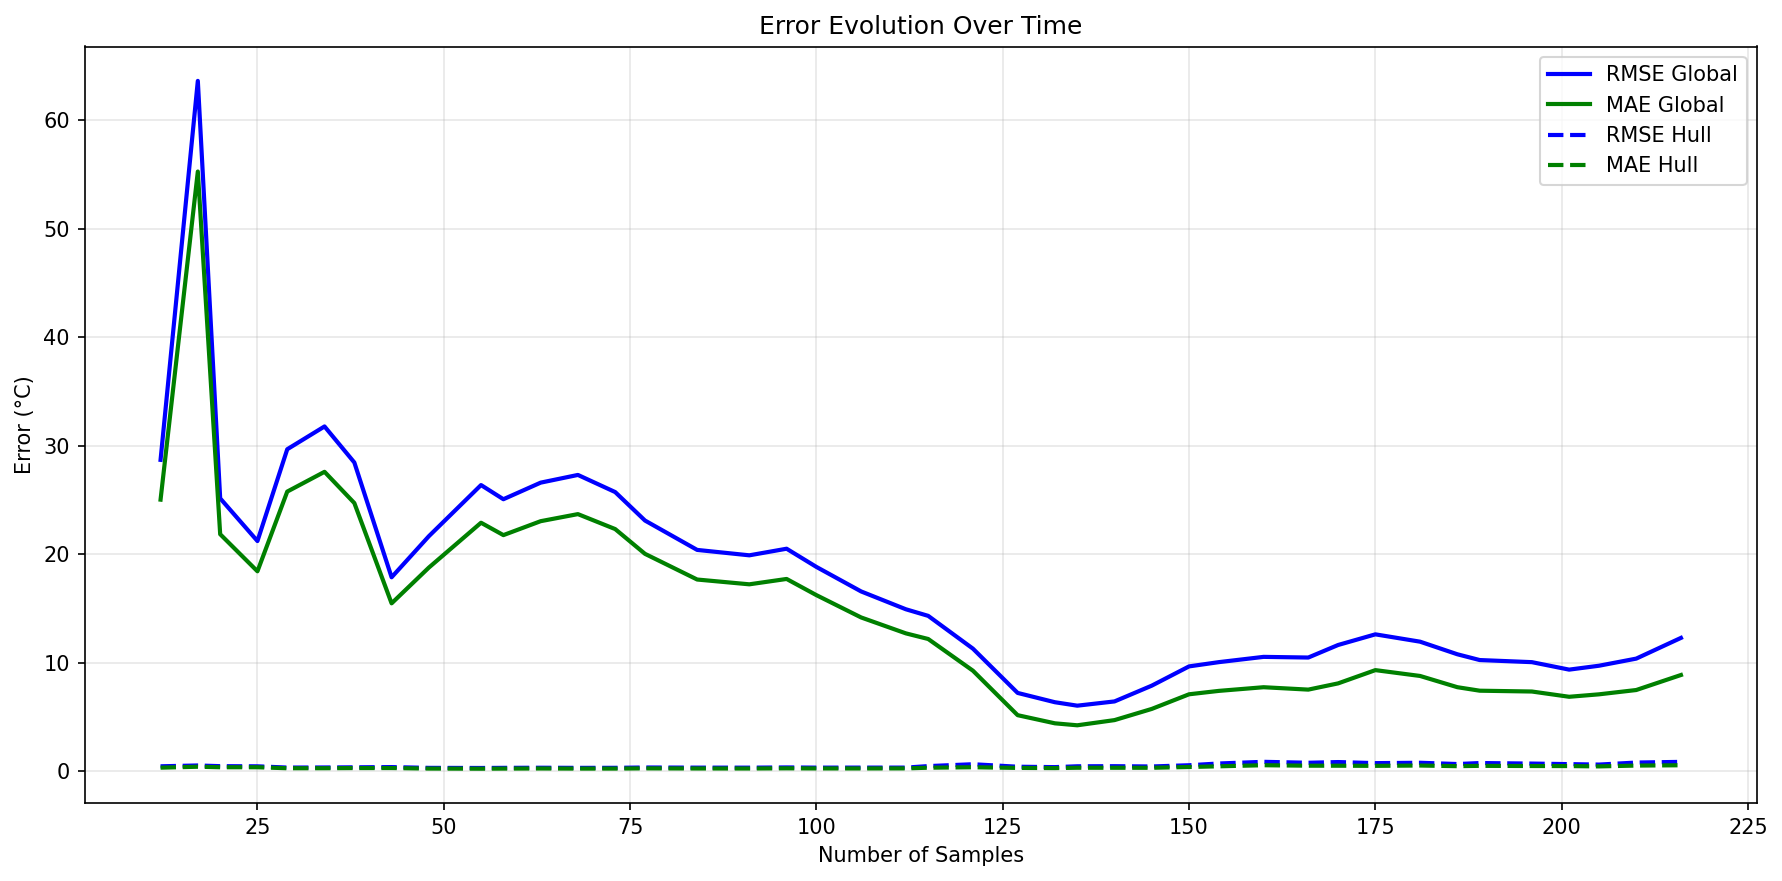 Error Evolution Over Time
RMSE Global
MAE Global
RMSE Hull
MAE Hull
60
50
40
30
20
10
0
Error (°C)
25 50 75 100 125 150 175 200 225
Number of Samples